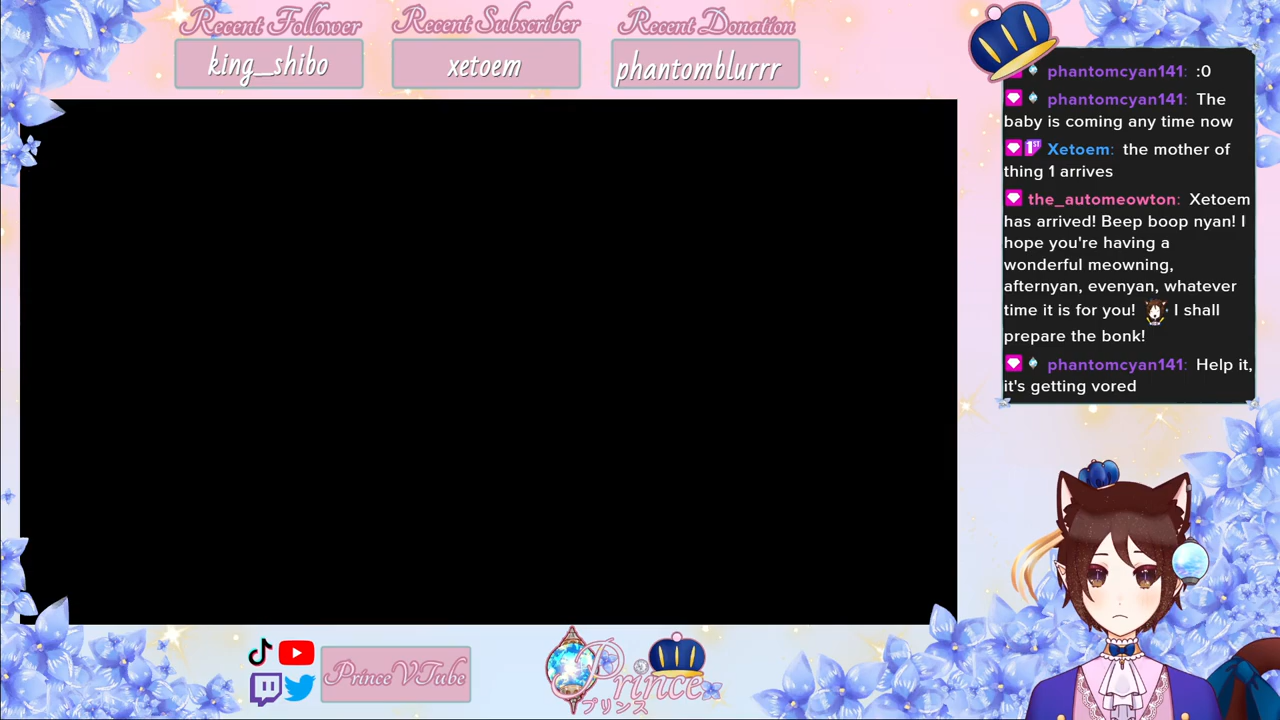 Recent Follower
king_shibo
Recent Subscriber
xetoem
Recent Donation
phantomblurrr
phantomcyan141: :0
phantomcyan141: The
baby is coming any time now
1ST Xetoem: the mother of
thing 1 arrives
the_automeowton: Xetoem
has arrived! Beep boop nyan! I
hope you're having a
wonderful meowning,
afternyan, evenyan, whatever
time it is for you! I shall
prepare the bonk!
phantomcyan141: Help it,
it's getting vored
Prince VTube
Prince
プリンス